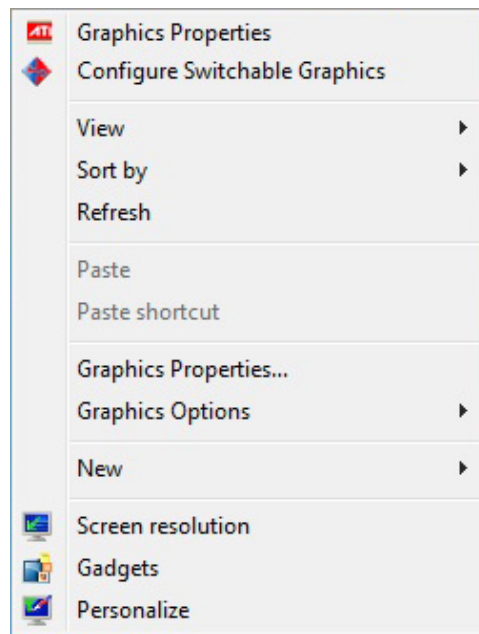 ATI
Graphics Properties
Configure Switchable Graphics
View
Sort by
Refresh
Paste
Paste shortcut
Graphics Properties...
Graphics Options
New
Screen resolution
Gadgets
Personalize